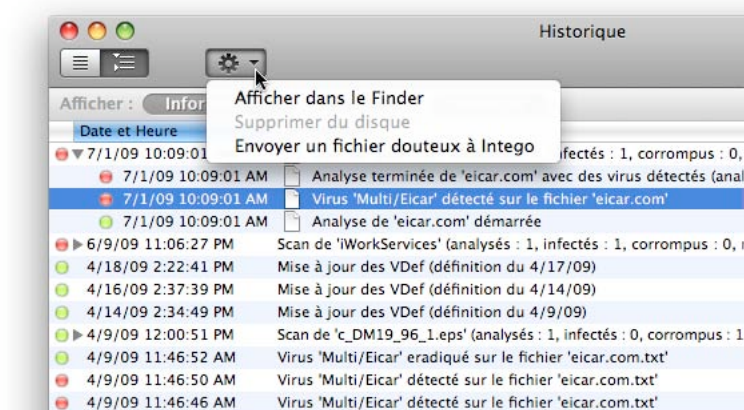 Historique
Afficher dans le Finder
Supprimer du disque
Envoyer un fichier douteux à Intego
Afficher :
Date et Heure
7/1/09 10:09:01 : 1, corrompus : 0,
7/1/09 10:09:01 AM Analyse terminée de 'eicar.com' avec des virus détectés
7/1/09 10:09:01 AM Virus 'Multi/Eicar' détecté sur le fichier 'eicar.com'
7/1/09 10:09:01 AM Analyse de 'eicar.com' démarrée
6/9/09 11:06:27 PM Scan de 'iWorkServices' (analysés : 1, infectés : 1, corrompus : 0,
4/18/09 2:22:41 PM Mise à jour des VDef (définition du 4/17/09)
4/16/09 2:37:39 PM Mise à jour des VDef (définition du 4/14/09)
4/14/09 2:34:49 PM Mise à jour des VDef (définition du 4/9/09)
4/9/09 12:00:51 PM Scan de 'c_DM19_96_1.eps' (analysés : 1, infectés : 0, corrompus : 1
4/9/09 11:46:52 AM Virus 'Multi/Eicar' eradiqué sur le fichier 'eicar.com.txt'
4/9/09 11:46:50 AM Virus 'Multi/Eicar' détecté sur le fichier 'eicar.com.txt'
4/9/09 11:46:46 AM Virus 'Multi/Eicar' détecté sur le fichier 'eicar.com.txt'